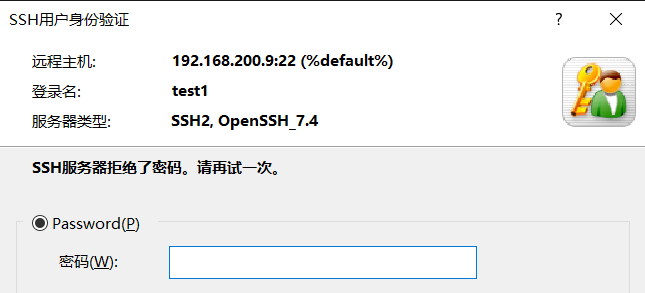 SSH用户身份验证
?
远程主机: 192.168.200.9:22 (%default%)
登录名: test1
服务器类型: SSH2, OpenSSH_7.4
SSH服务器拒绝了密码。请再试一次。
Password(P)
密码(W):